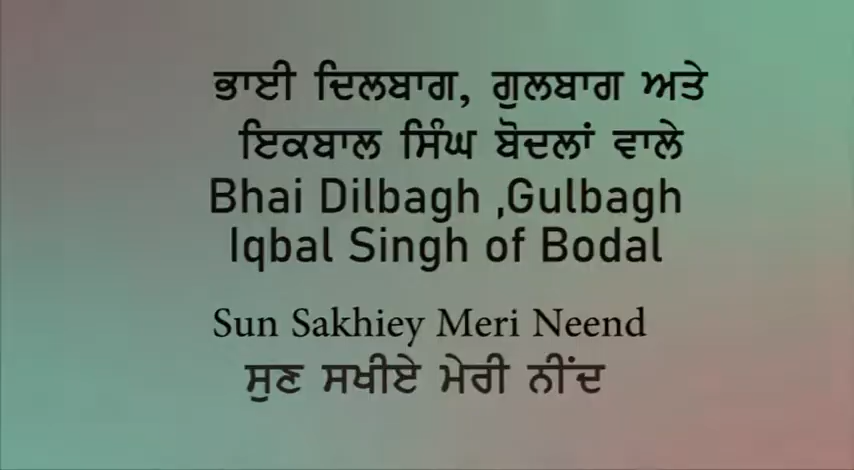 ਭਾਈ ਦਿਲਬਾਗ, ਗੁਲਬਾਗ ਅਤੇ
ਇਕਬਾਲ ਸਿੰਘ ਬੋਦਲਾਂ ਵਾਲੇ
Bhai Dilbagh ,Gulbagh
Iqbal Singh of Bodal
Sun Sakhiey Meri Neend
ਸੁਣ ਸਖੀਏ ਮੇਰੀ ਨੀਂਦ